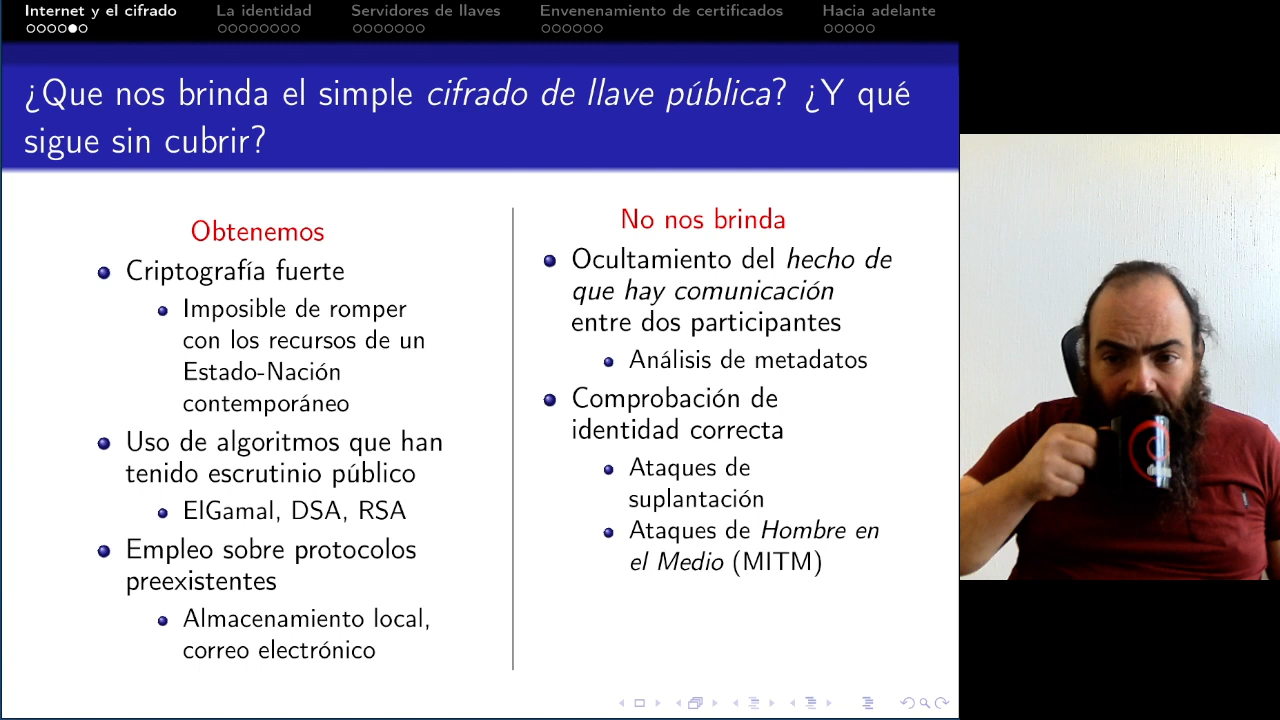 Internet y el cifrado
La identidad
Servidores de llaves
Envenenamiento de certificados
Hacia adelante
¿Que nos brinda el simple cifrado de llave pública? ¿Y qué
sigue sin cubrir?
Obtenemos
Criptografía fuerte
Imposible de romper
con los recursos de un
Estado-Nación
contemporáneo
Uso de algoritmos que han
tenido escrutinio público
ElGamal, DSA, RSA
Empleo sobre protocolos
preexistentes
Almacenamiento local,
correo electrónico
No nos brinda
Ocultamiento del hecho de
que hay comunicación
entre dos participantes
Análisis de metadatos
Comprobación de
identidad correcta
Ataques de
suplantación
Ataques de Hombre en
el Medio (MITM)